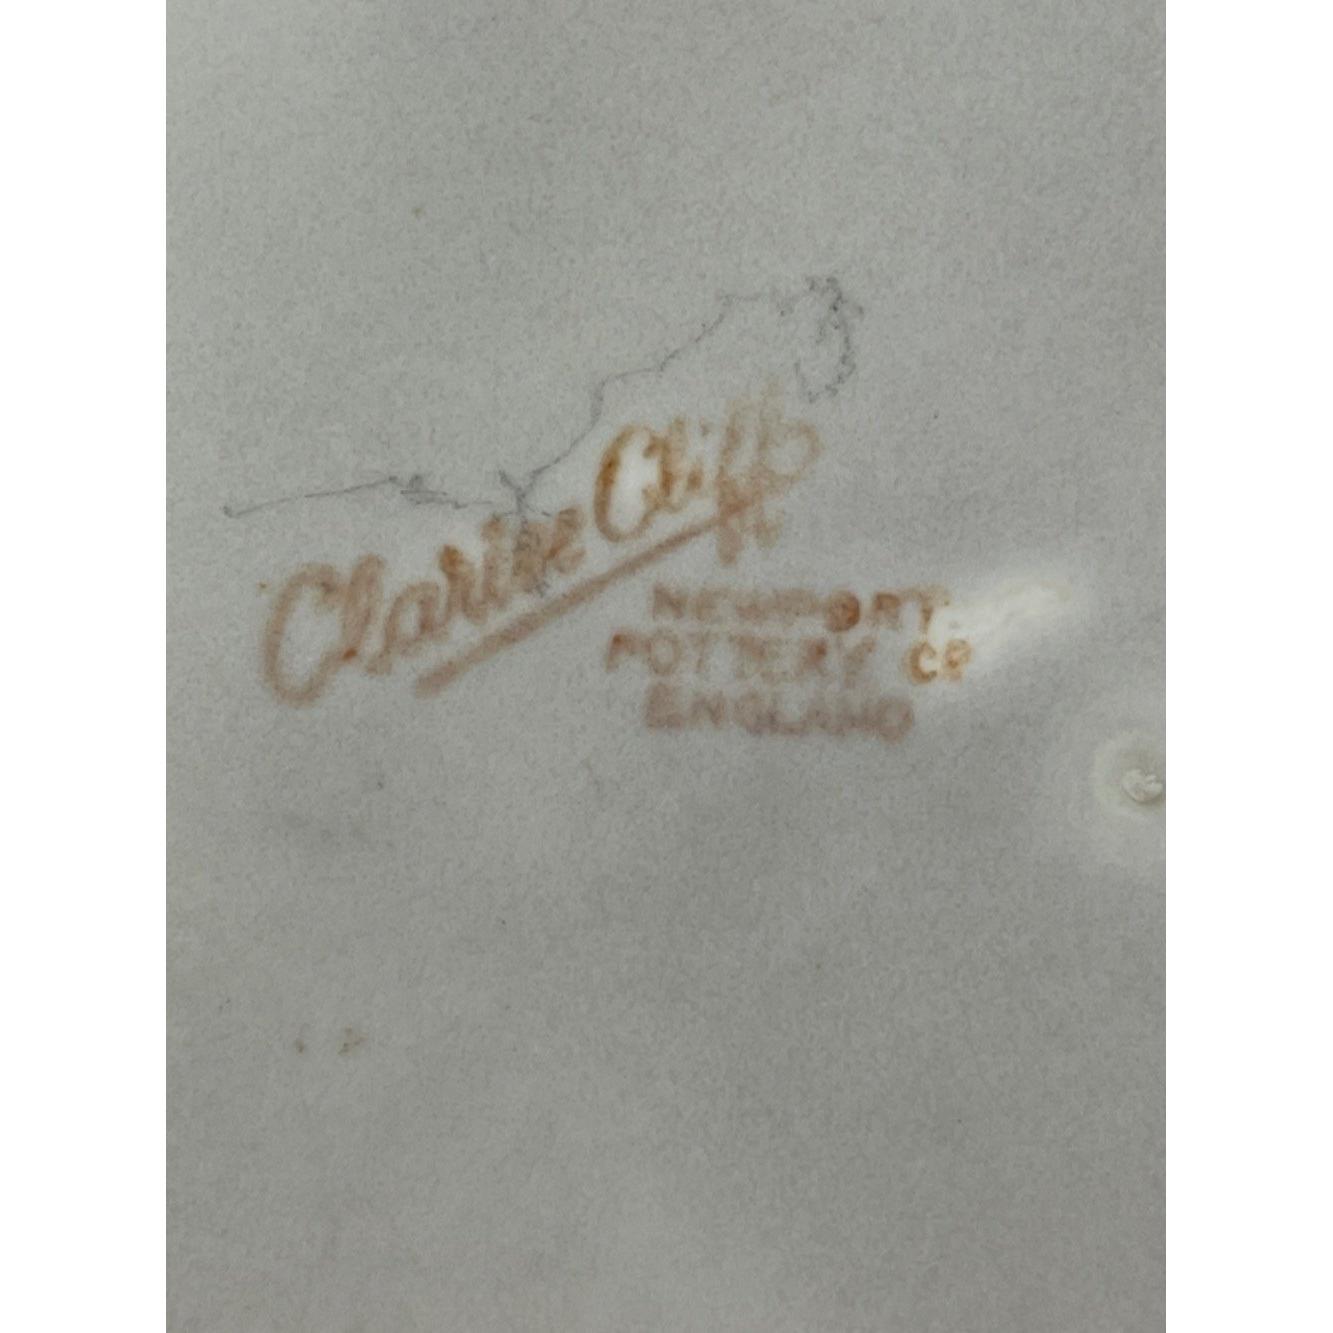 Clarice Cliff
NEWPORT
POTTERY Co
ENGLAND